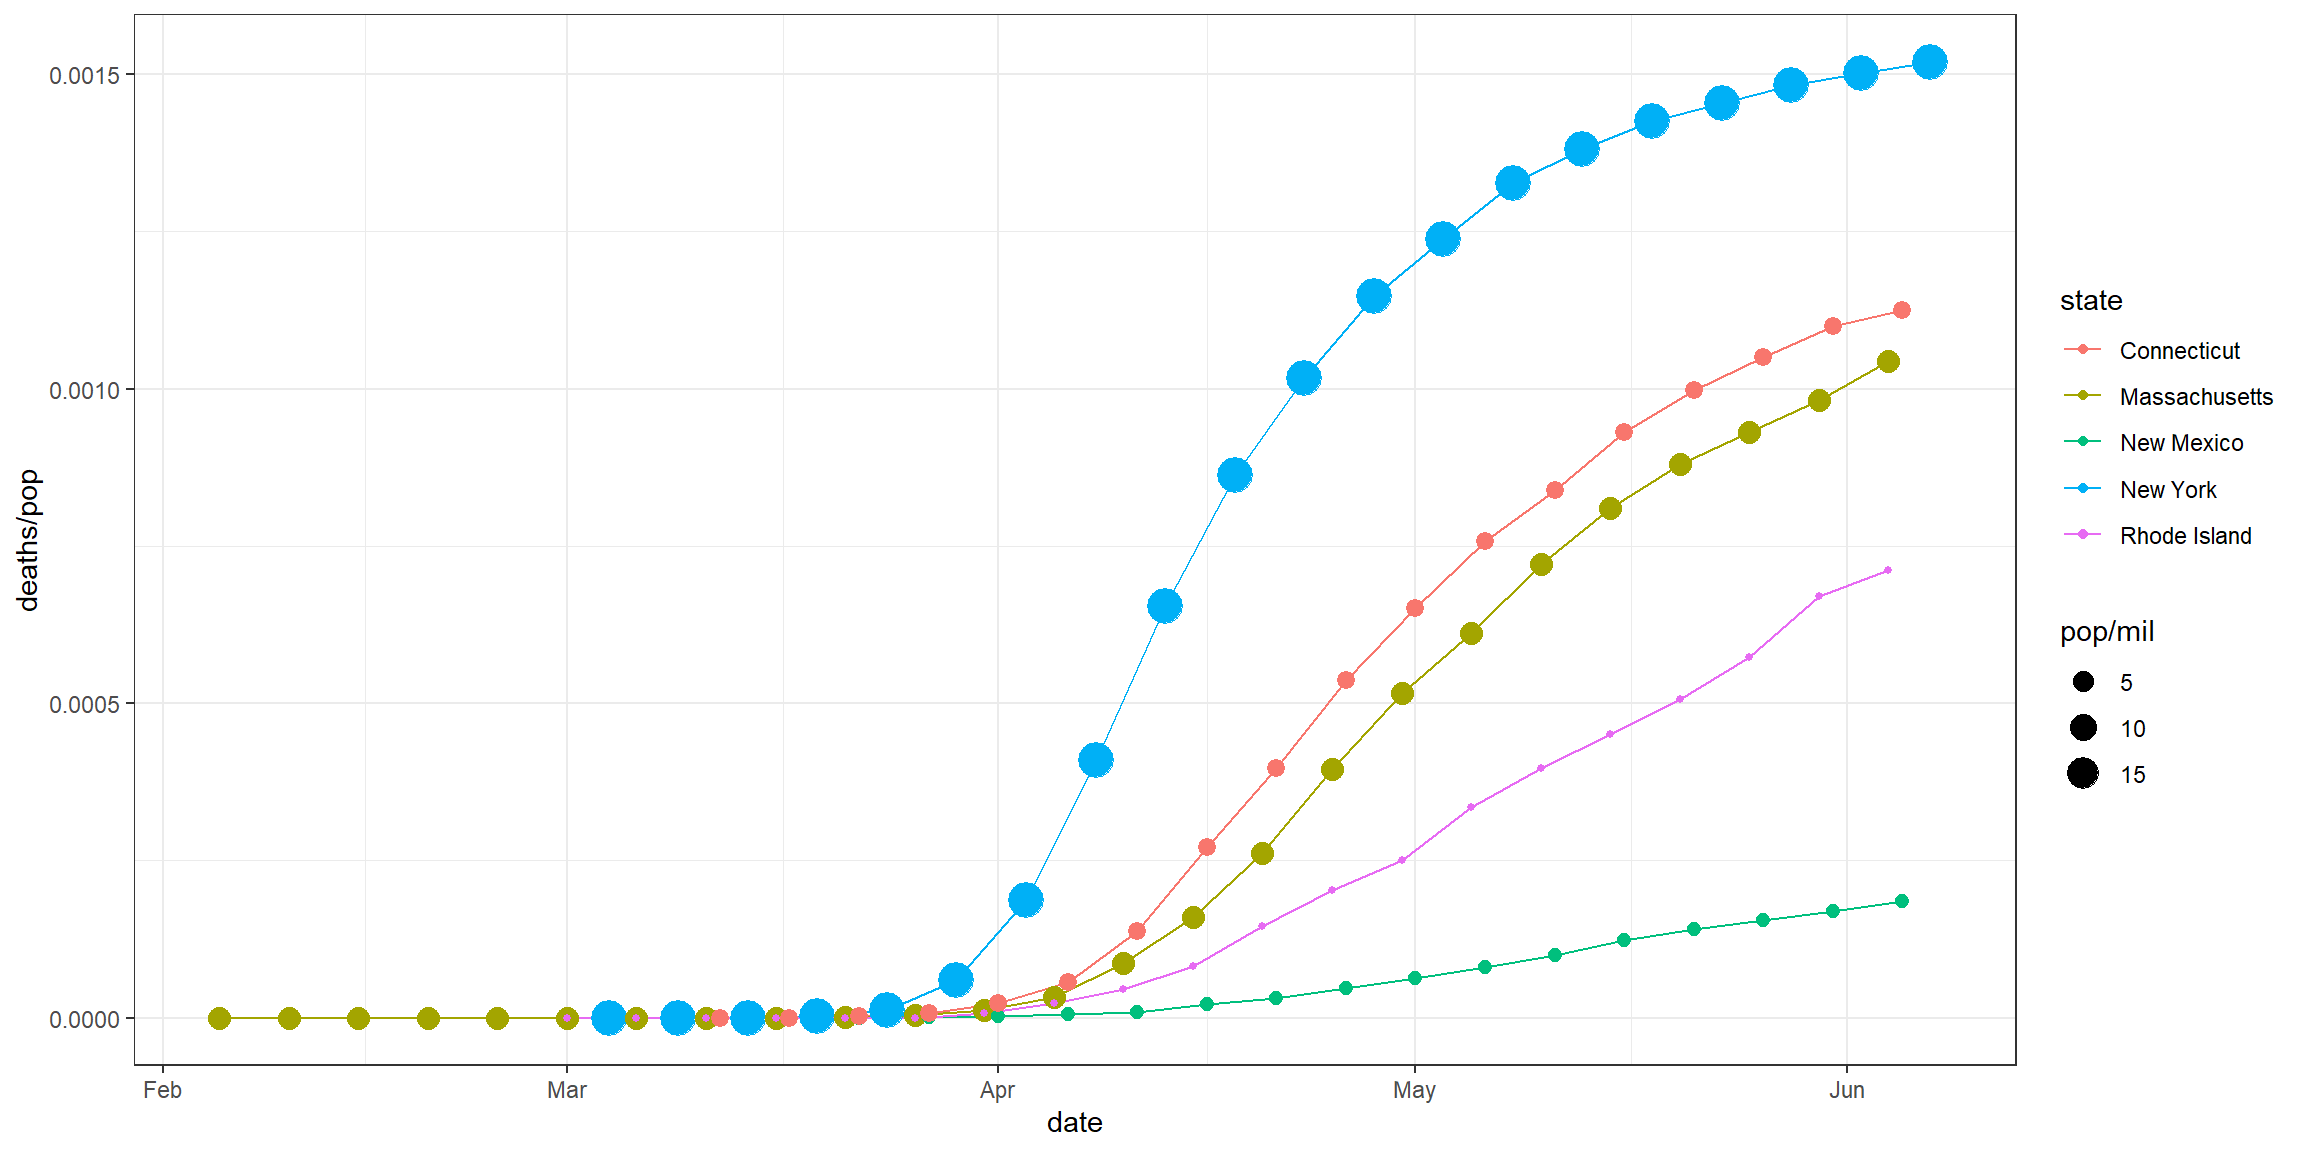 0.0015
0.0010
0.0005
0.0000
deaths/pop
Feb
Mar
Apr
May
Jun
date
state
Connecticut
Massachusetts
New Mexico
New York
Rhode Island
pop/mil
5
10
15